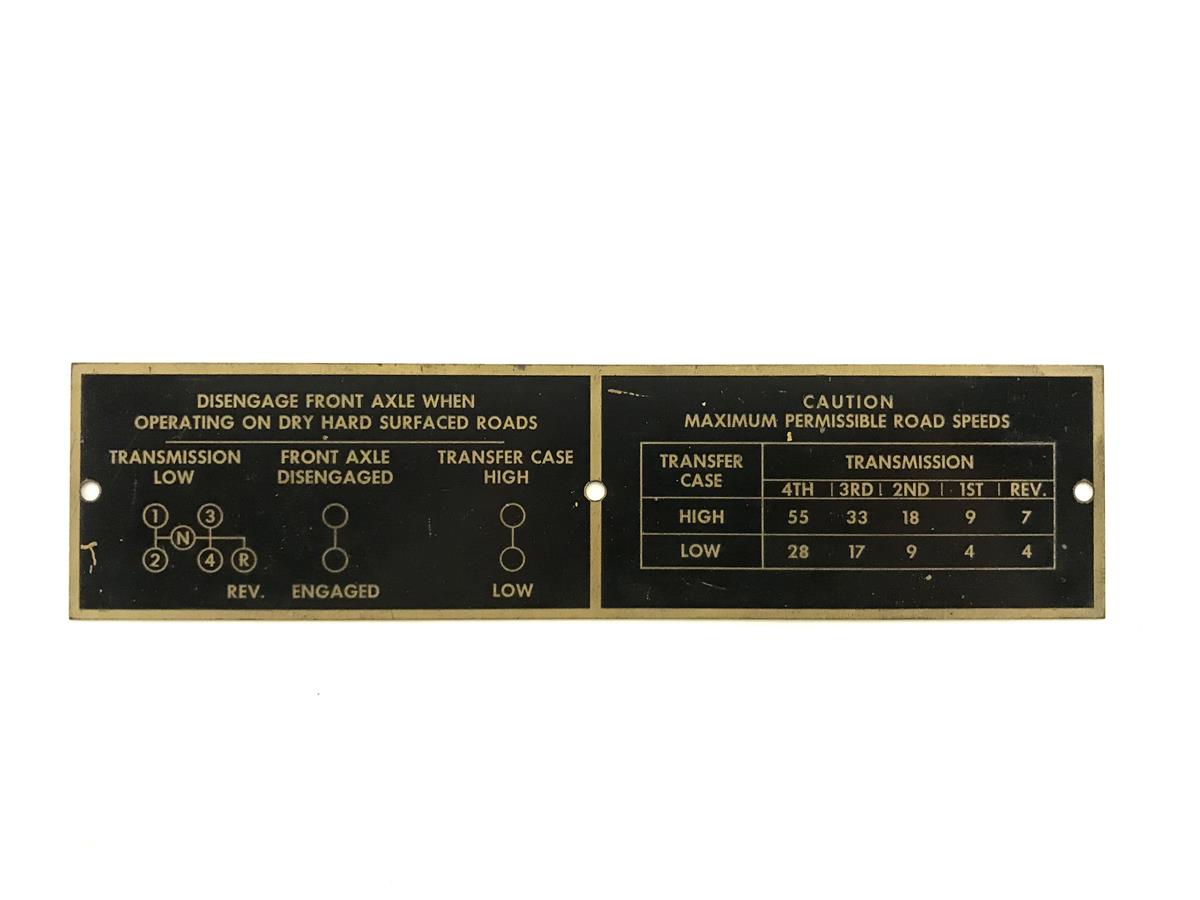 DISENGAGE FRONT AXLE WHEN
OPERATING ON DRY HARD SURFACED ROADS
TRANSMISSION FRONT AXLE TRANSFER CASE
LOW DISENGAGED HIGH
1 3
N
2 4 R
REV. ENGAGED LOW
CAUTION
MAXIMUM PERMISSIBLE ROAD SPEEDS
TRANSFER CASE TRANSMISSION
4TH 3RD 2ND 1ST REV.
HIGH 55 33 18 9 7
LOW 28 17 9 4 4